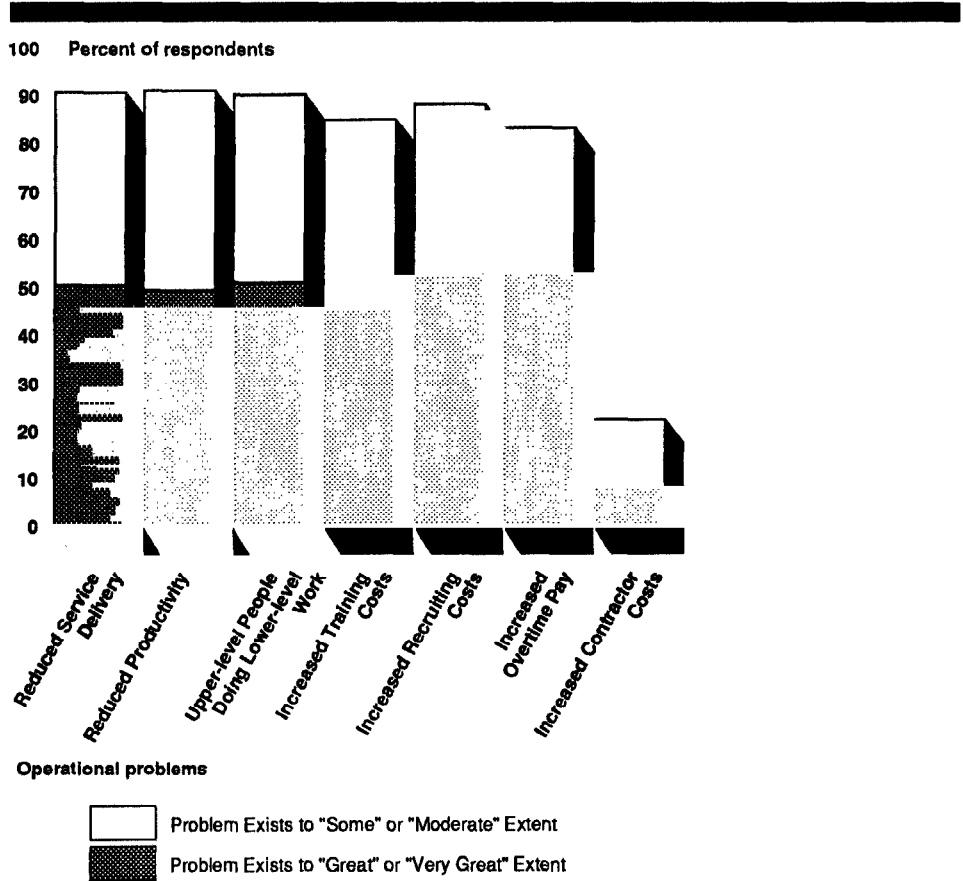 100 Percent of respondents
90
80
70
60
50
40
30
20
10
0
Reduced Service
Delivery
Reduced Productivity
Upper-level People
Doing Lower-level
Work
Increased Training
Costs
Increased Recruiting
Costs
Increased
Overtime Pay
Increased Contractor
Costs
Operational problems
Problem Exists to "Some" or "Moderate" Extent
Problem Exists to "Great" or "Very Great" Extent